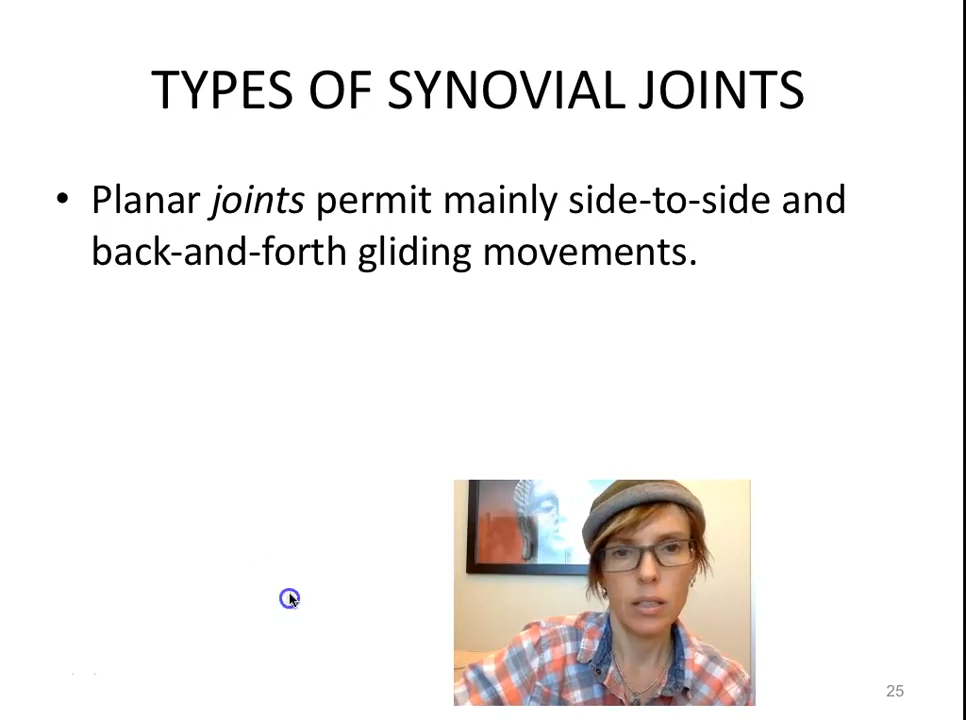 TYPES OF SYNOVIAL JOINTS
• Planar joints permit mainly side-to-side and
back-and-forth gliding movements.
25